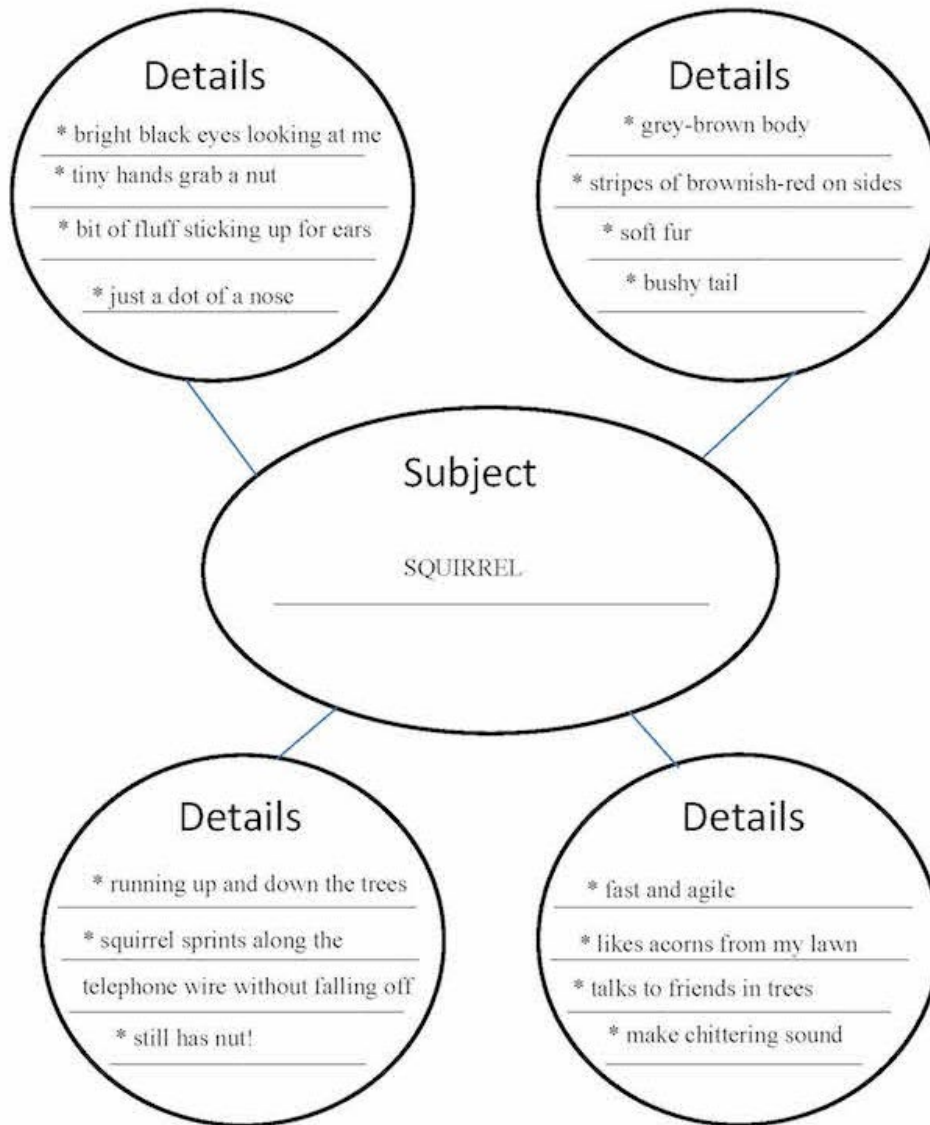 Details
* bright black eyes looking at me
* tiny hands grab a nut
* bit of fluff sticking up for ears
* just a dot of a nose
Details
* grey-brown body
* stripes of brownish-red on sides
* soft fur
* bushy tail
Subject
SQUIRREL
Details
* running up and down the trees
* squirrel sprints along the
telephone wire without falling off
* still has nut!
Details
* fast and agile
* likes acorns from my lawn
* talks to friends in trees
* make chittering sound